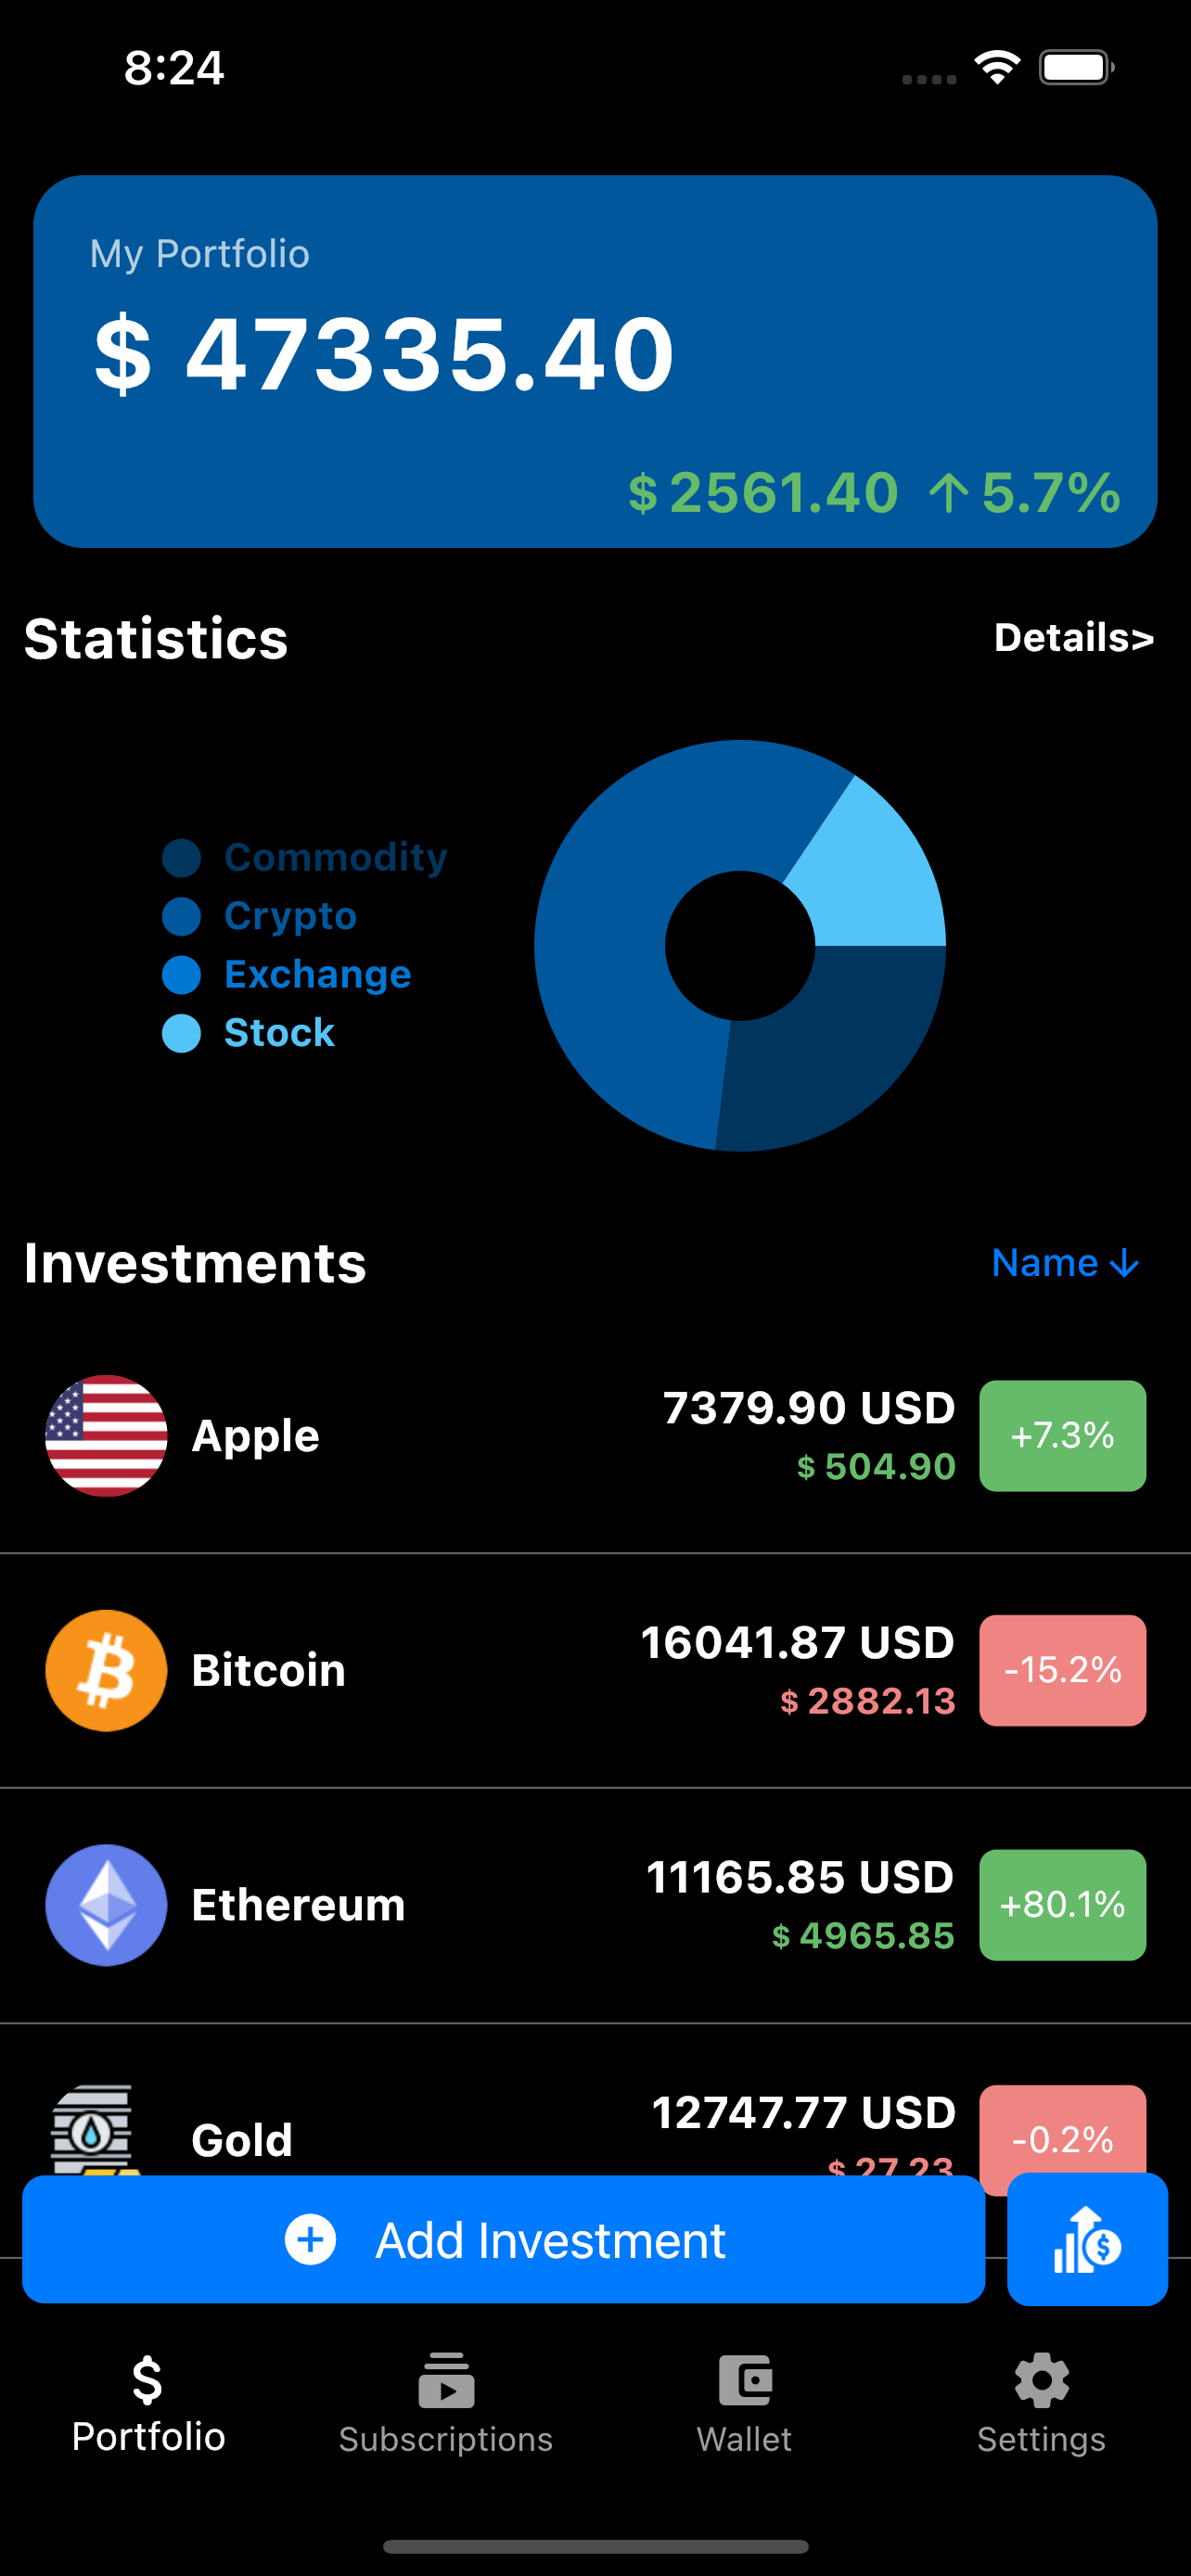 8:24
My Portfolio
$ 47335.40
$ 2561.40 ↑ 5.7%
Statistics
Details>
Commodity
Crypto
Exchange
Stock
Investments
Name ↓
Apple
7379.90 USD
$ 504.90
+7.3%
Bitcoin
16041.87 USD
$ 2882.13
-15.2%
Ethereum
11165.85 USD
$ 4965.85
+80.1%
Gold
12747.77 USD
$ 27.23
-0.2%
Add Investment
Portfolio
Subscriptions
Wallet
Settings